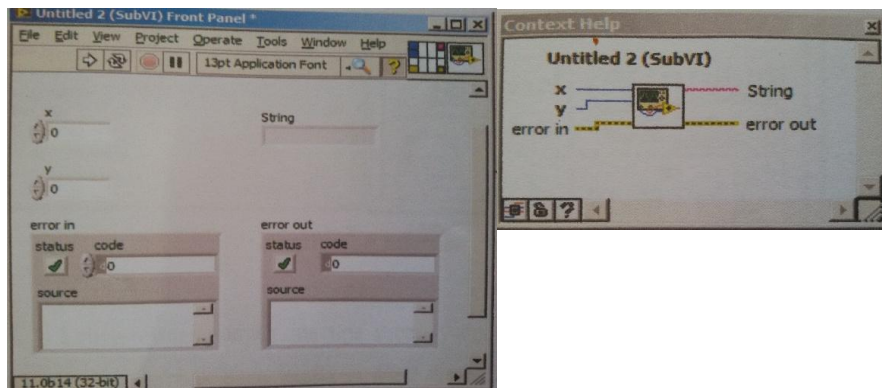 Untitled 2 (SubVI) Front Panel *
File Edit View Project Operate Tools Window Help
13pt Application Font
x
0
String
y
0
error in
status code
0
source
error out
status code
0
source
11.0b14 (32-bit)
Context Help
Untitled 2 (SubVI)
x
y
error in
String
error out